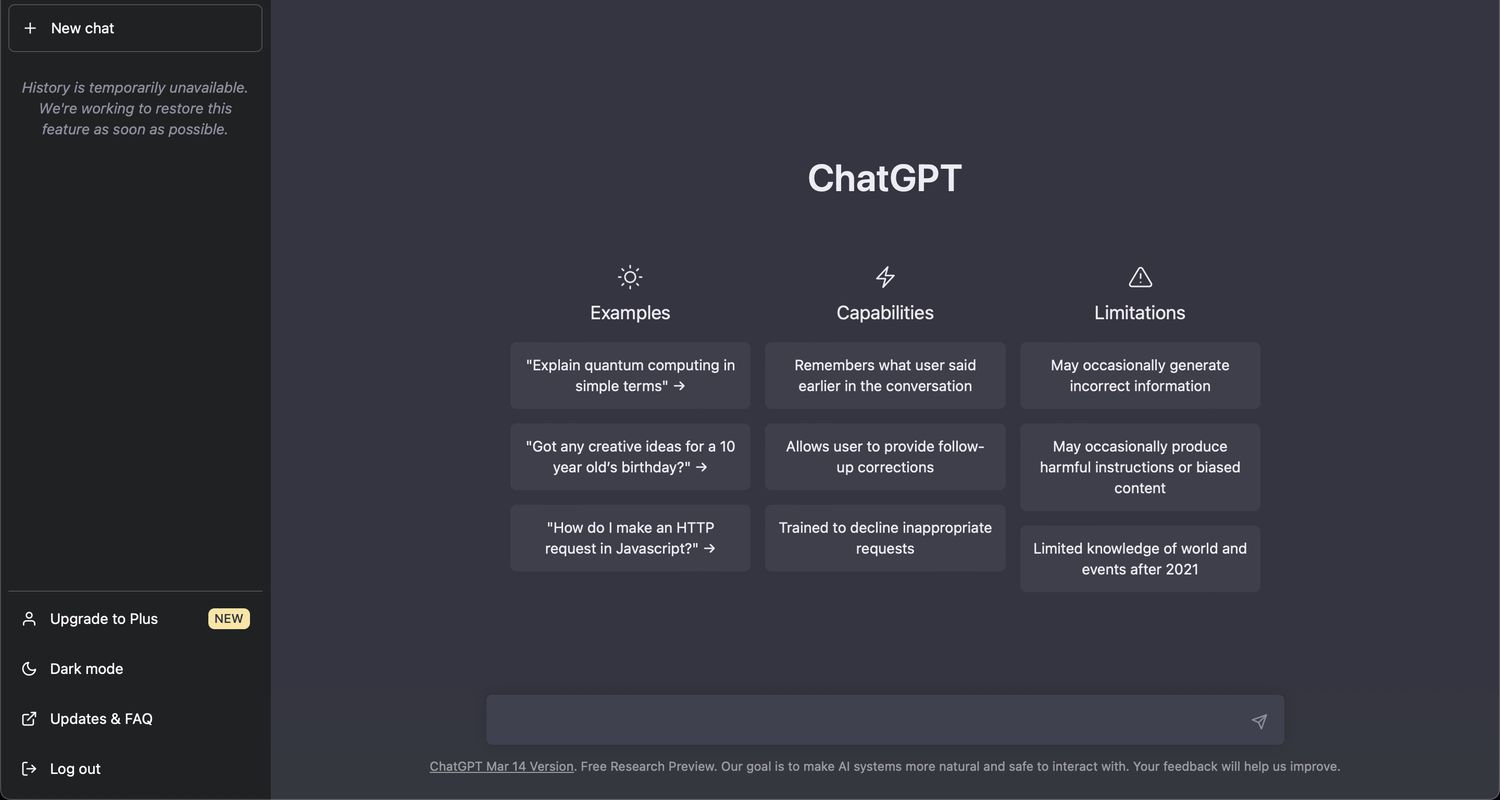 New chat
History is temporarily unavailable.
We're working to restore this
feature as soon as possible.
Upgrade to Plus NEW
Dark mode
Updates & FAQ
Log out
ChatGPT
Examples
"Explain quantum computing in
simple terms" →
"Got any creative ideas for a 10
year old’s birthday?" →
"How do I make an HTTP
request in Javascript?" →
Capabilities
Remembers what user said
earlier in the conversation
Allows user to provide follow-
up corrections
Trained to decline inappropriate
requests
Limitations
May occasionally generate
incorrect information
May occasionally produce
harmful instructions or biased
content
Limited knowledge of world and
events after 2021
ChatGPT Mar 14 Version. Free Research Preview. Our goal is to make AI systems more natural and safe to interact with. Your feedback will help us improve.